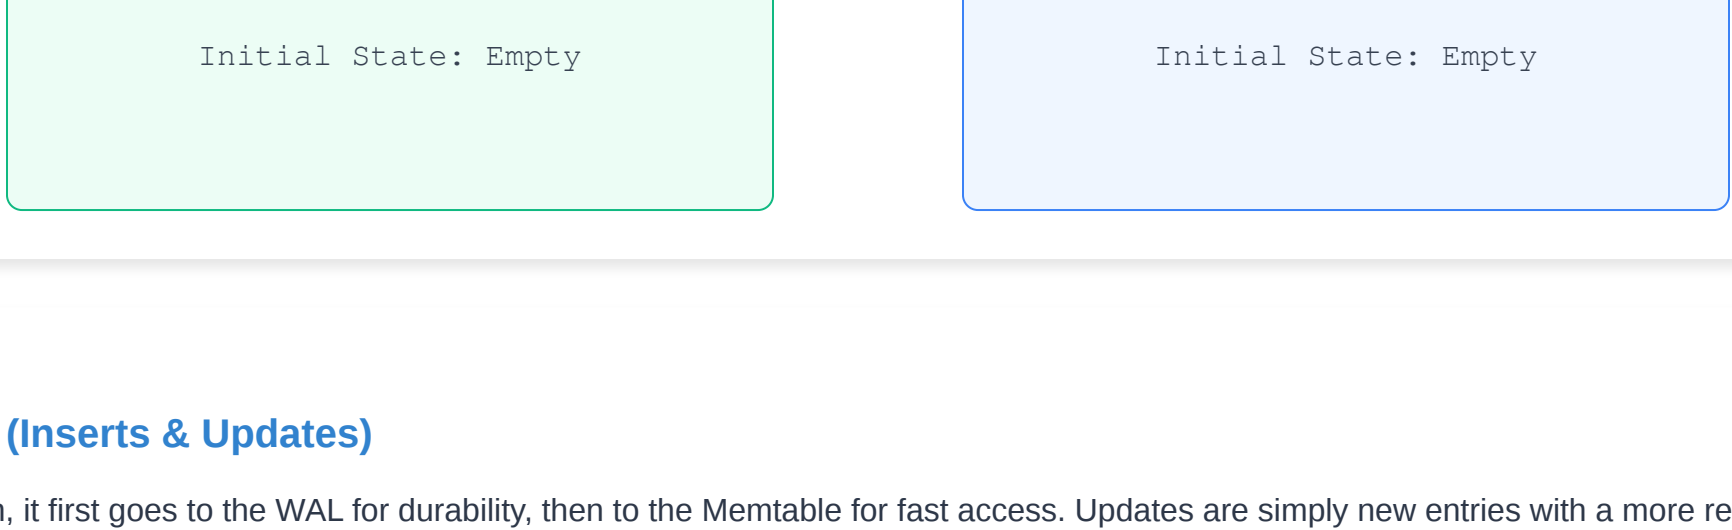 Initial State: Empty
Initial State: Empty
(Inserts & Updates)
, it first goes to the WAL for durability, then to the Memtable for fast access. Updates are simply new entries with a more